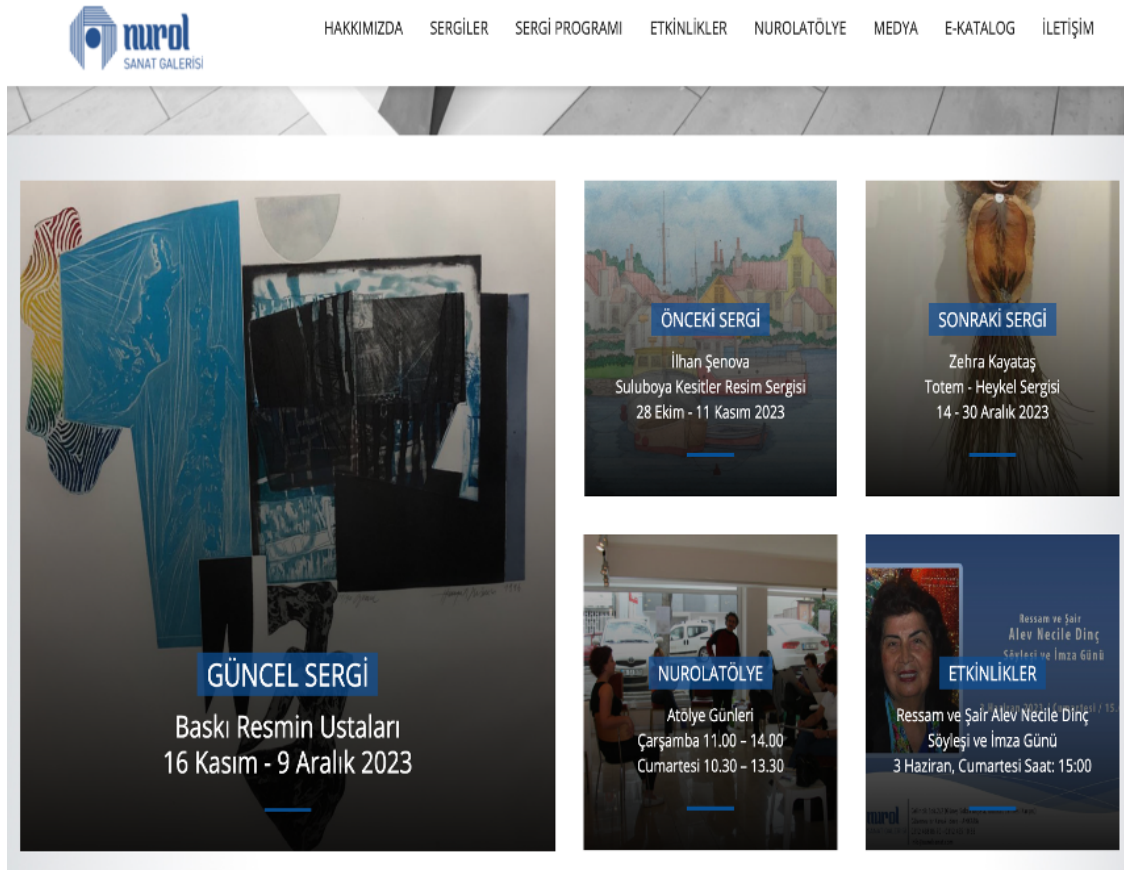 nurol
SANAT GALERİSİ
HAKKIMIZDA SERGİLER SERGİ PROGRAMI ETKİNLİKLER NUROLATÖLYE MEDYA E-KATALOG İLETİŞİM
GÜNCEL SERGİ
Baskı Resmin Ustaları
16 Kasım - 9 Aralık 2023
ÖNCEKİ SERGİ
İlhan Şenova
Suluboya Kesitler Resim Sergisi
28 Ekim - 11 Kasım 2023
SONRAKİ SERGİ
Zehra Kayataş
Totem - Heykel Sergisi
14 - 30 Aralık 2023
NUROLATÖLYE
Atölye Günleri
Çarşamba 11.00 – 14.00
Cumartesi 10.30 – 13.30
Ressam ve Şair
Alev Necile Dinç
Söyleşi ve İmza Günü
ETKİNLİKLER
Ressam ve Şair Alev Necile Dinç
Söyleşi ve İmza Günü
3 Haziran, Cumartesi Saat: 15:00
nurol